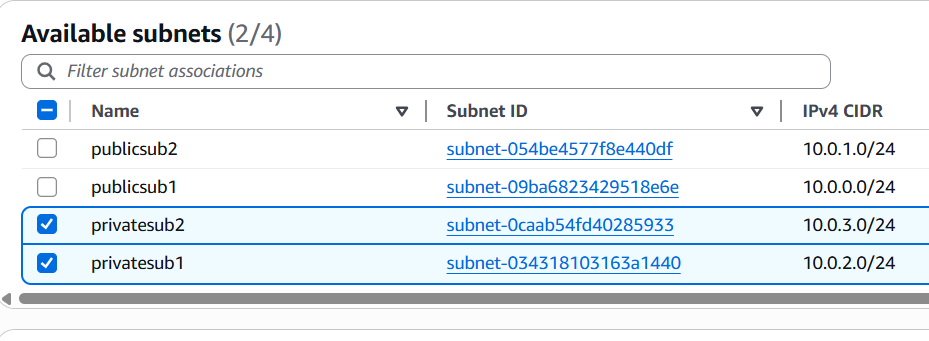 Available subnets (2/4)
Filter subnet associations
Name Subnet ID IPv4 CIDR
publicsub2 subnet-054be4577f8e440df 10.0.1.0/24
publicsub1 subnet-09ba6823429518e6e 10.0.0.0/24
privatesub2 subnet-0caab54fd40285933 10.0.3.0/24
privatesub1 subnet-034318103163a1440 10.0.2.0/24